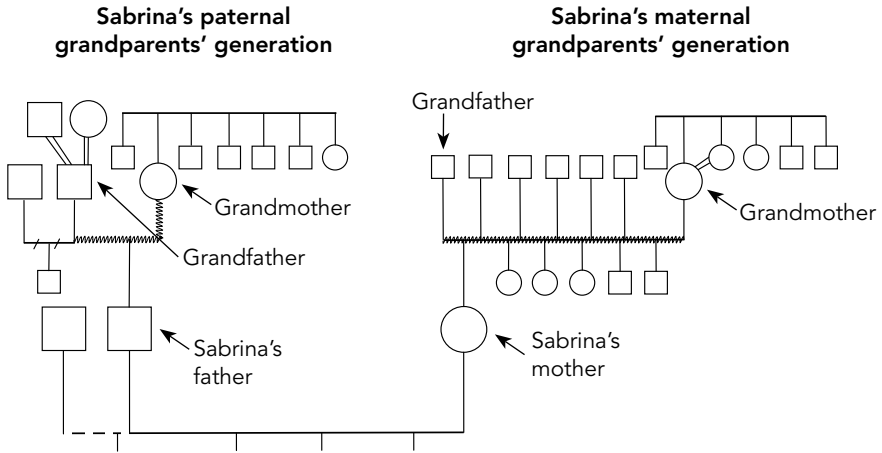 Sabrina’s paternal
grandparents’ generation
Sabrina’s maternal
grandparents’ generation
Grandfather
Grandmother
Grandmother
Grandfather
Sabrina’s
father
Sabrina’s
mother